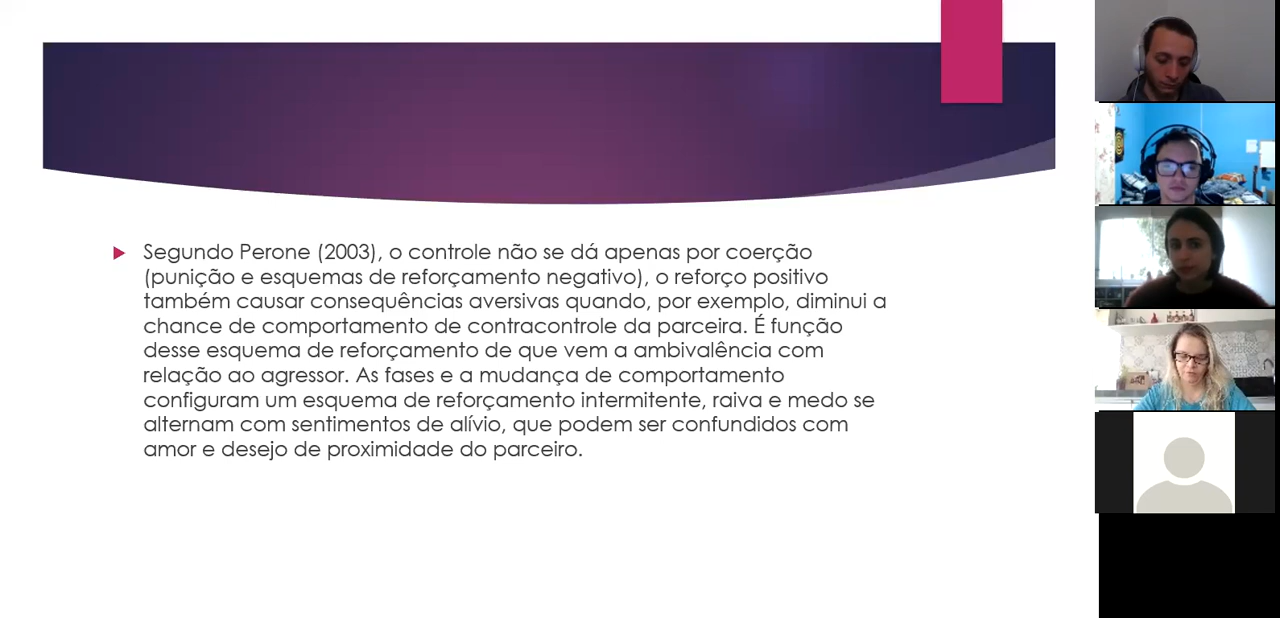 Segundo Perone (2003), o controle não se dá apenas por coerção
(punição e esquemas de reforçamento negativo), o reforço positivo
também causar consequências aversivas quando, por exemplo, diminui a
chance de comportamento de contracontrole da parceira. É função
desse esquema de reforçamento de que vem a ambivalência com
relação ao agressor. As fases e a mudança de comportamento
configuram um esquema de reforçamento intermitente, raiva e medo se
alternam com sentimentos de alívio, que podem ser confundidos com
amor e desejo de proximidade do parceiro.